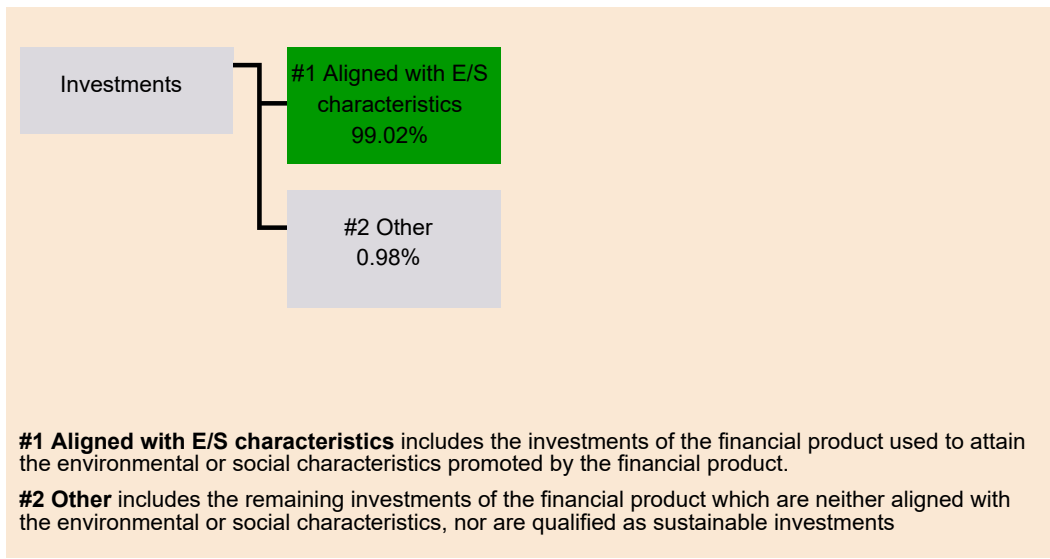 Investments
#1 Aligned with E/S
characteristics
99.02%
#2 Other
0.98%
#1 Aligned with E/S characteristics includes the investments of the financial product used to attain
the environmental or social characteristics promoted by the financial product.
#2 Other includes the remaining investments of the financial product which are neither aligned with
the environmental or social characteristics, nor are qualified as sustainable investments